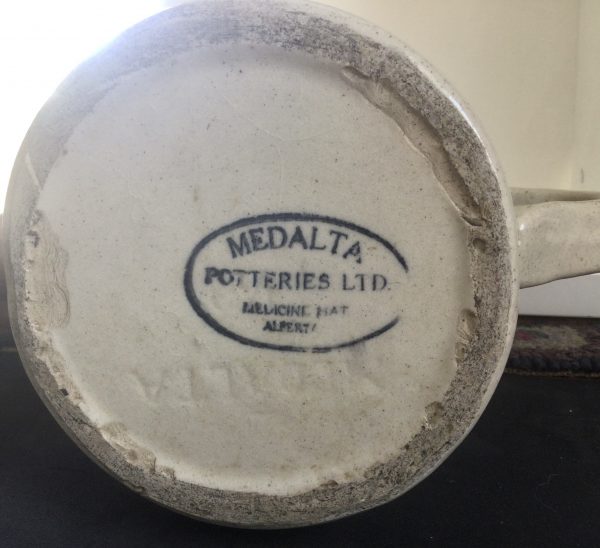 MEDALTA
POTTERIES LTD.
MEDICINE HAT
ALBERTA